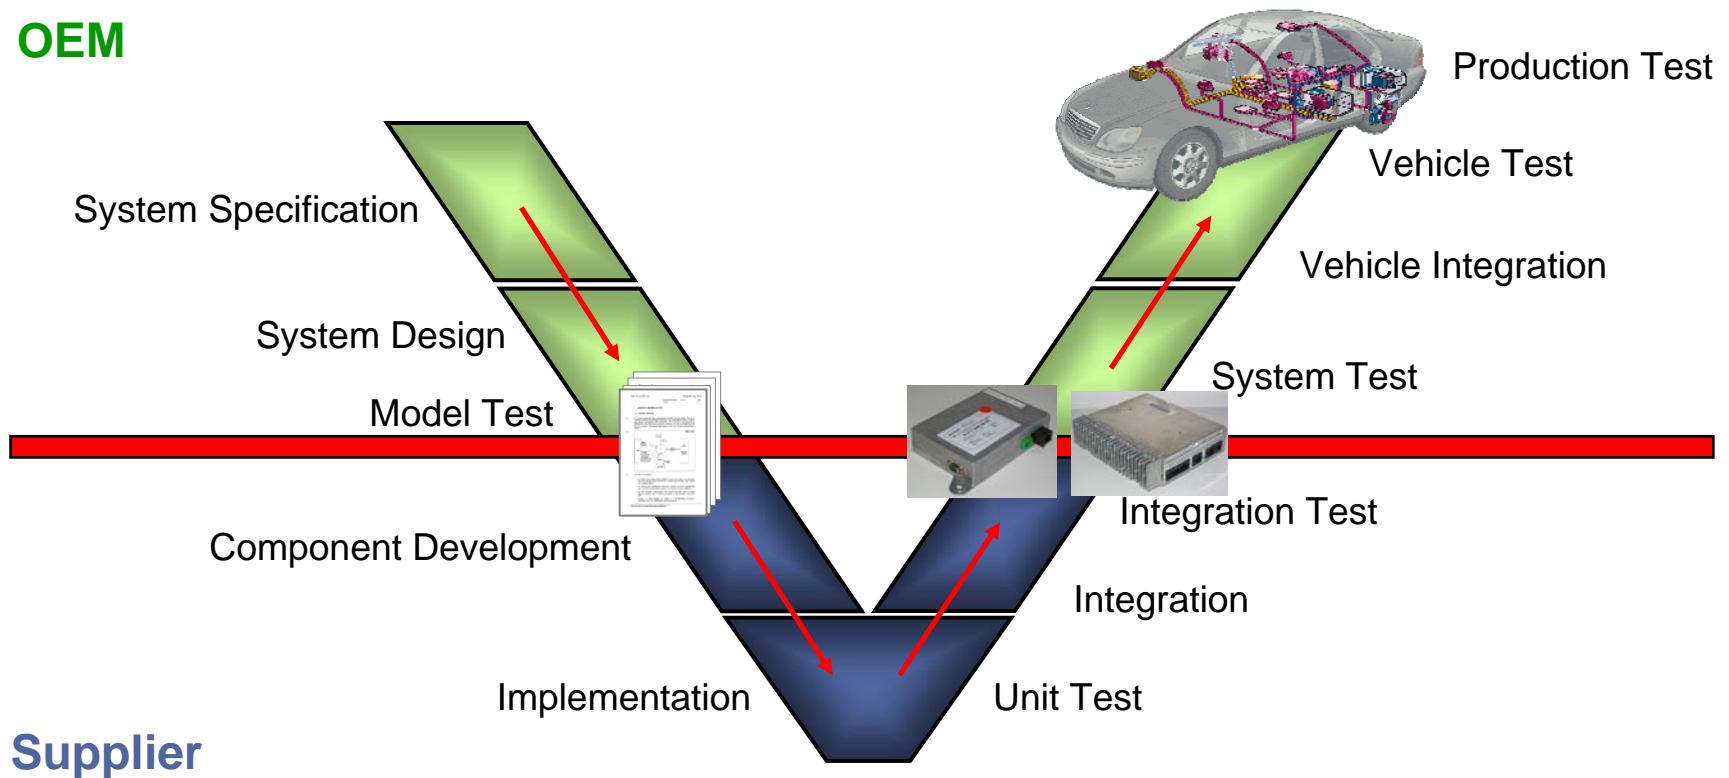 OEM
Production Test
Vehicle Test
System Specification
Vehicle Integration
System Design
System Test
Model Test
Integration Test
Component Development
Integration
Implementation
Unit Test
Supplier